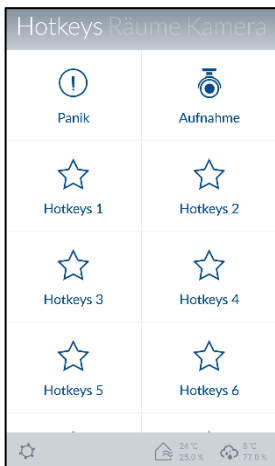 Hotkeys Räume Kamera
Panik Aufnahme
Hotkeys 1 Hotkeys 2
Hotkeys 3 Hotkeys 4
Hotkeys 5 Hotkeys 6
24 °C 8 °C
25.0 % 77.0 %